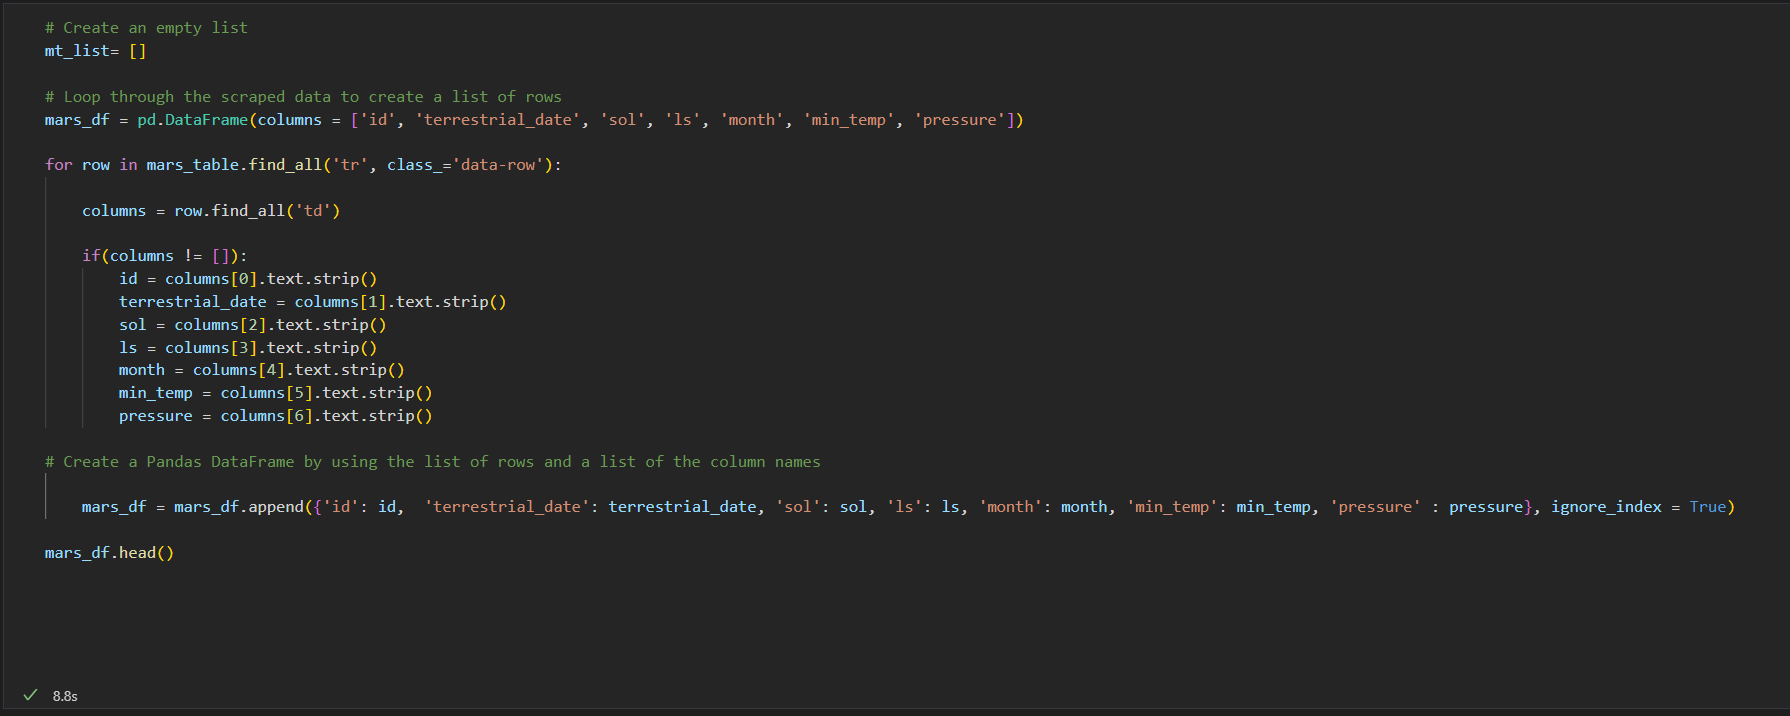 # Create an empty list
mt_list= []
# Loop through the scraped data to create a list of rows
mars_df = pd.DataFrame(columns = ['id', 'terrestrial_date', 'sol', 'ls', 'month', 'min_temp', 'pressure'])
for row in mars_table.find_all('tr', class_='data-row'):
    columns = row.find_all('td')
    if(columns != []):
        id = columns[0].text.strip()
        terrestrial_date = columns[1].text.strip()
        sol = columns[2].text.strip()
        ls = columns[3].text.strip()
        month = columns[4].text.strip()
        min_temp = columns[5].text.strip()
        pressure = columns[6].text.strip()
# Create a Pandas DataFrame by using the list of rows and a list of the column names
    mars_df = mars_df.append({'id': id,  'terrestrial_date': terrestrial_date, 'sol': sol, 'ls': ls, 'month': month, 'min_temp': min_temp, 'pressure' : pressure}, ignore_index = True)
mars_df.head()
8.8s